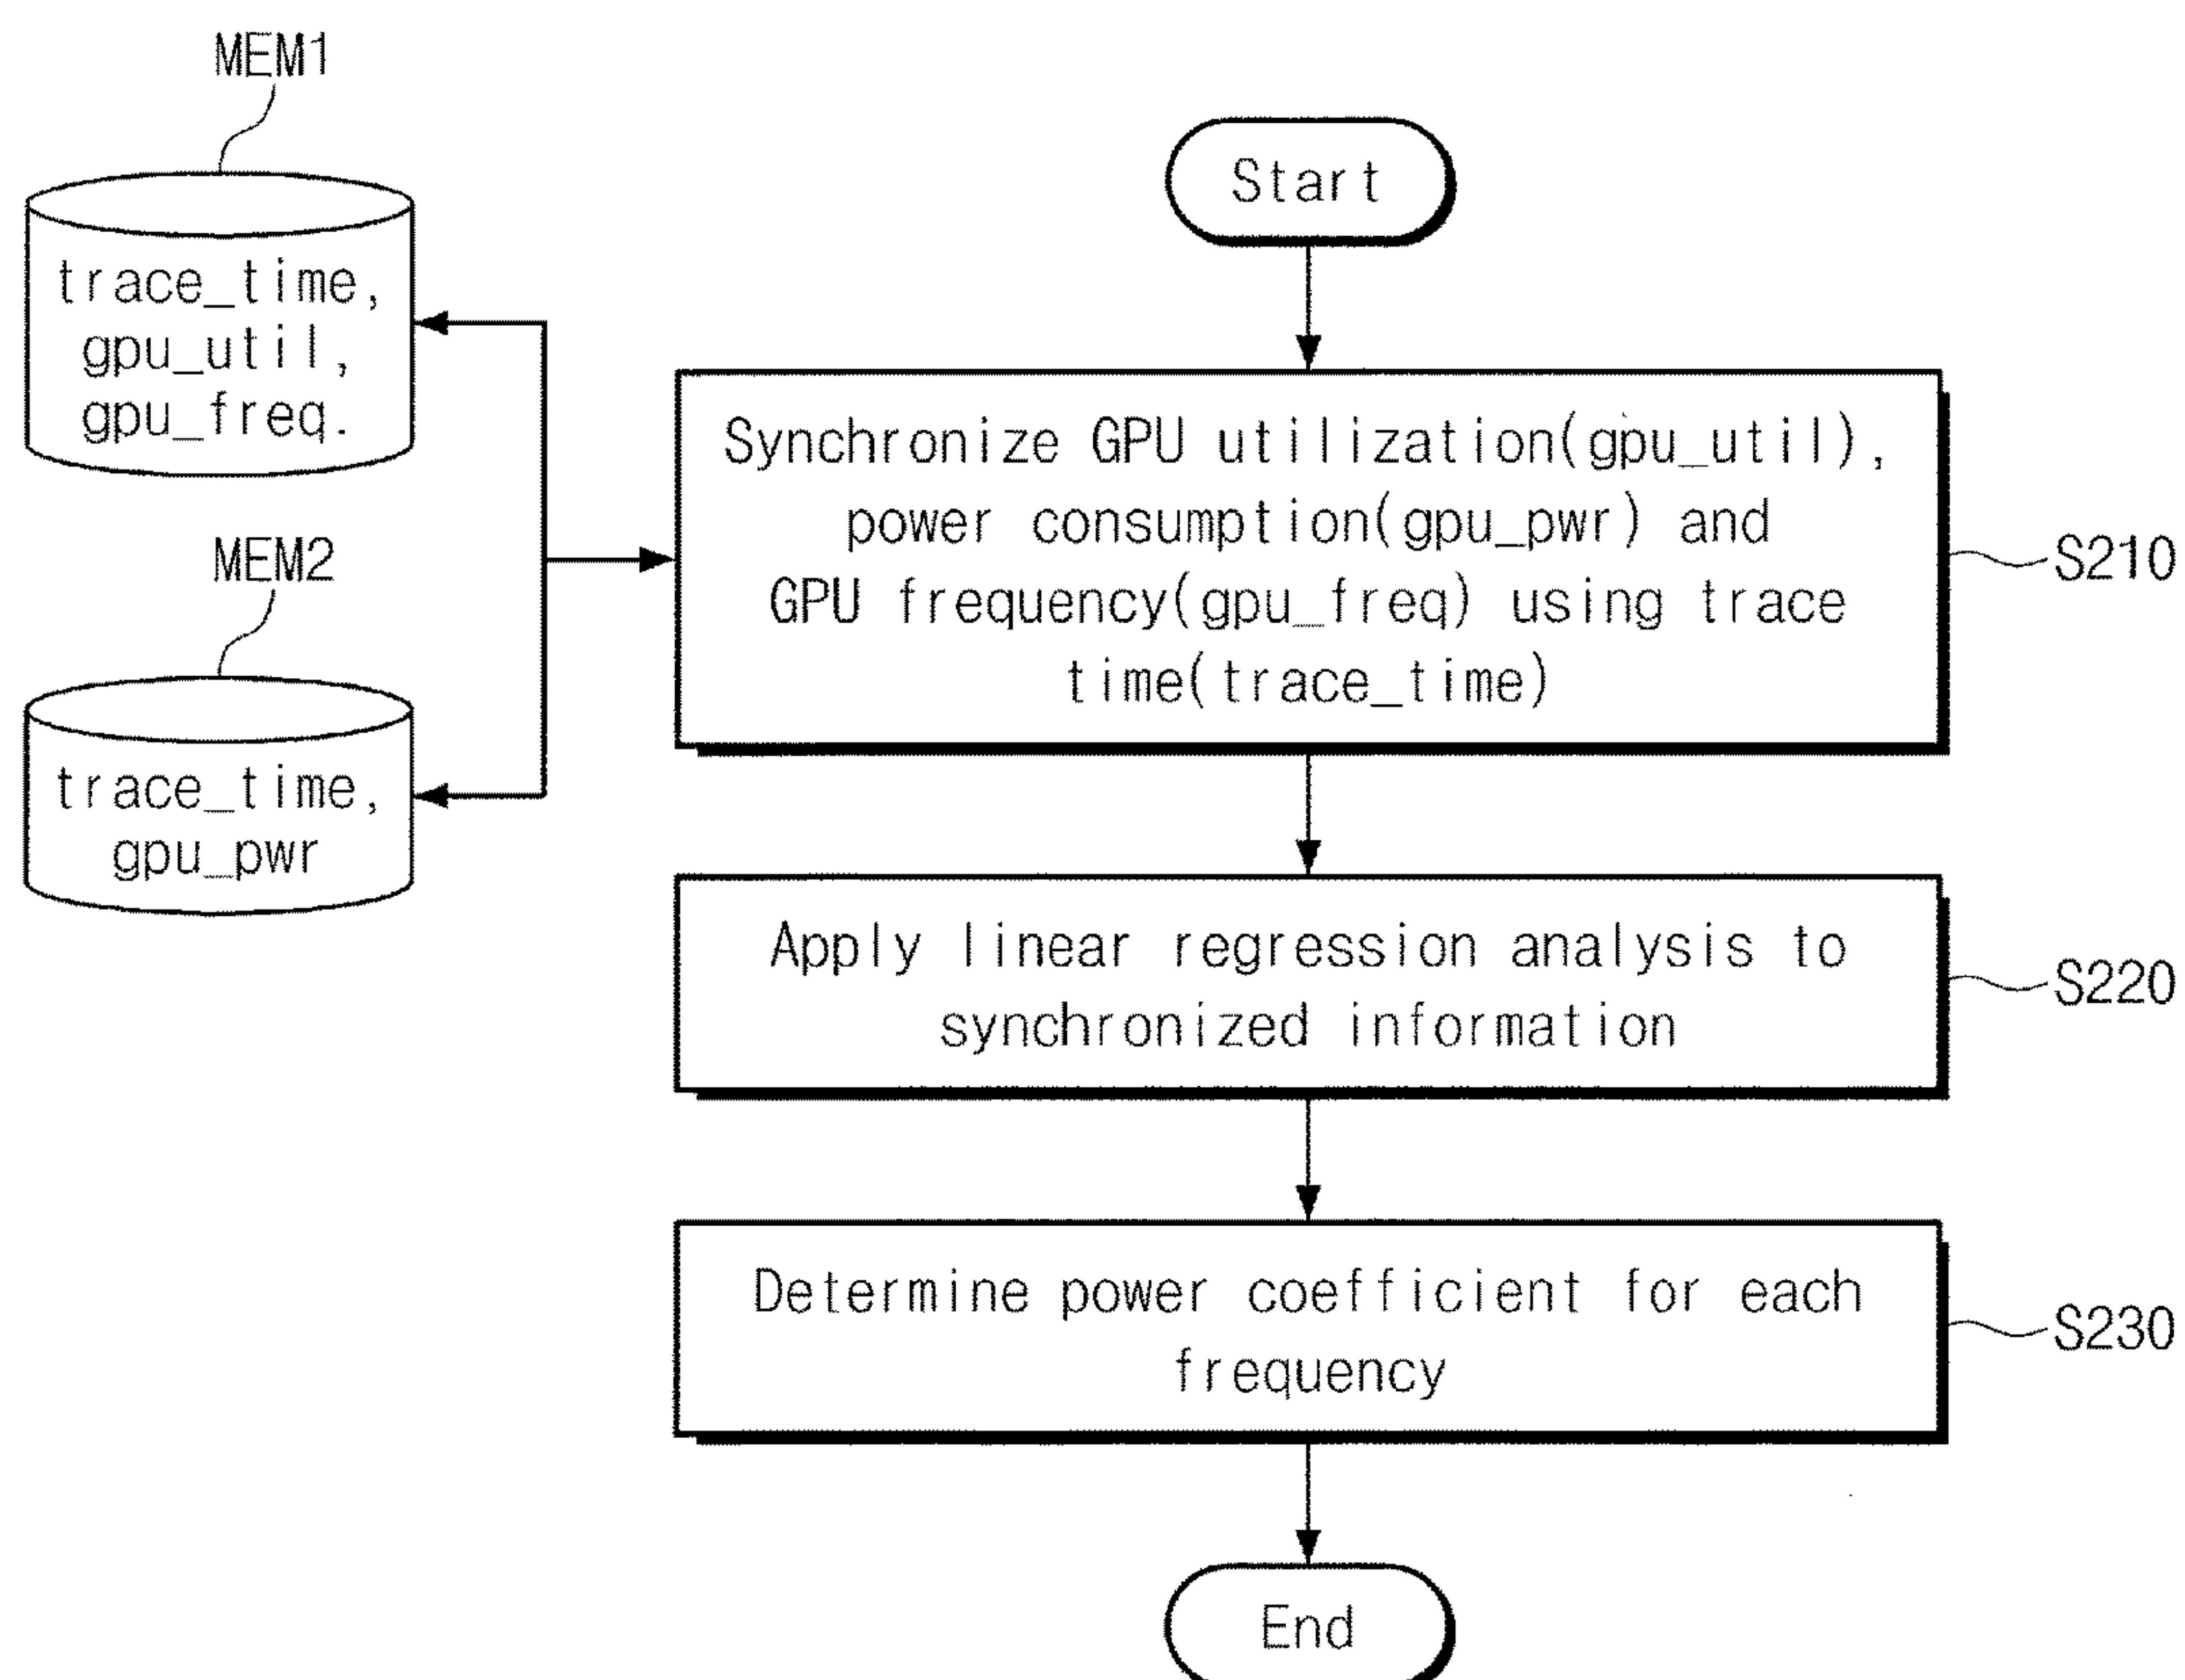 MEM1
trace_time,
gpu_util,
gpu_freq.
MEM2
trace_time,
gpu_pwr
Start
Synchronize GPU utilization(gpu_util),
power consumption(gpu_pwr) and
GPU frequency(gpu_freq) using trace
time(trace_time)
S210
Apply linear regression analysis to
synchronized information
S220
Determine power coefficient for each
frequency
S230
End